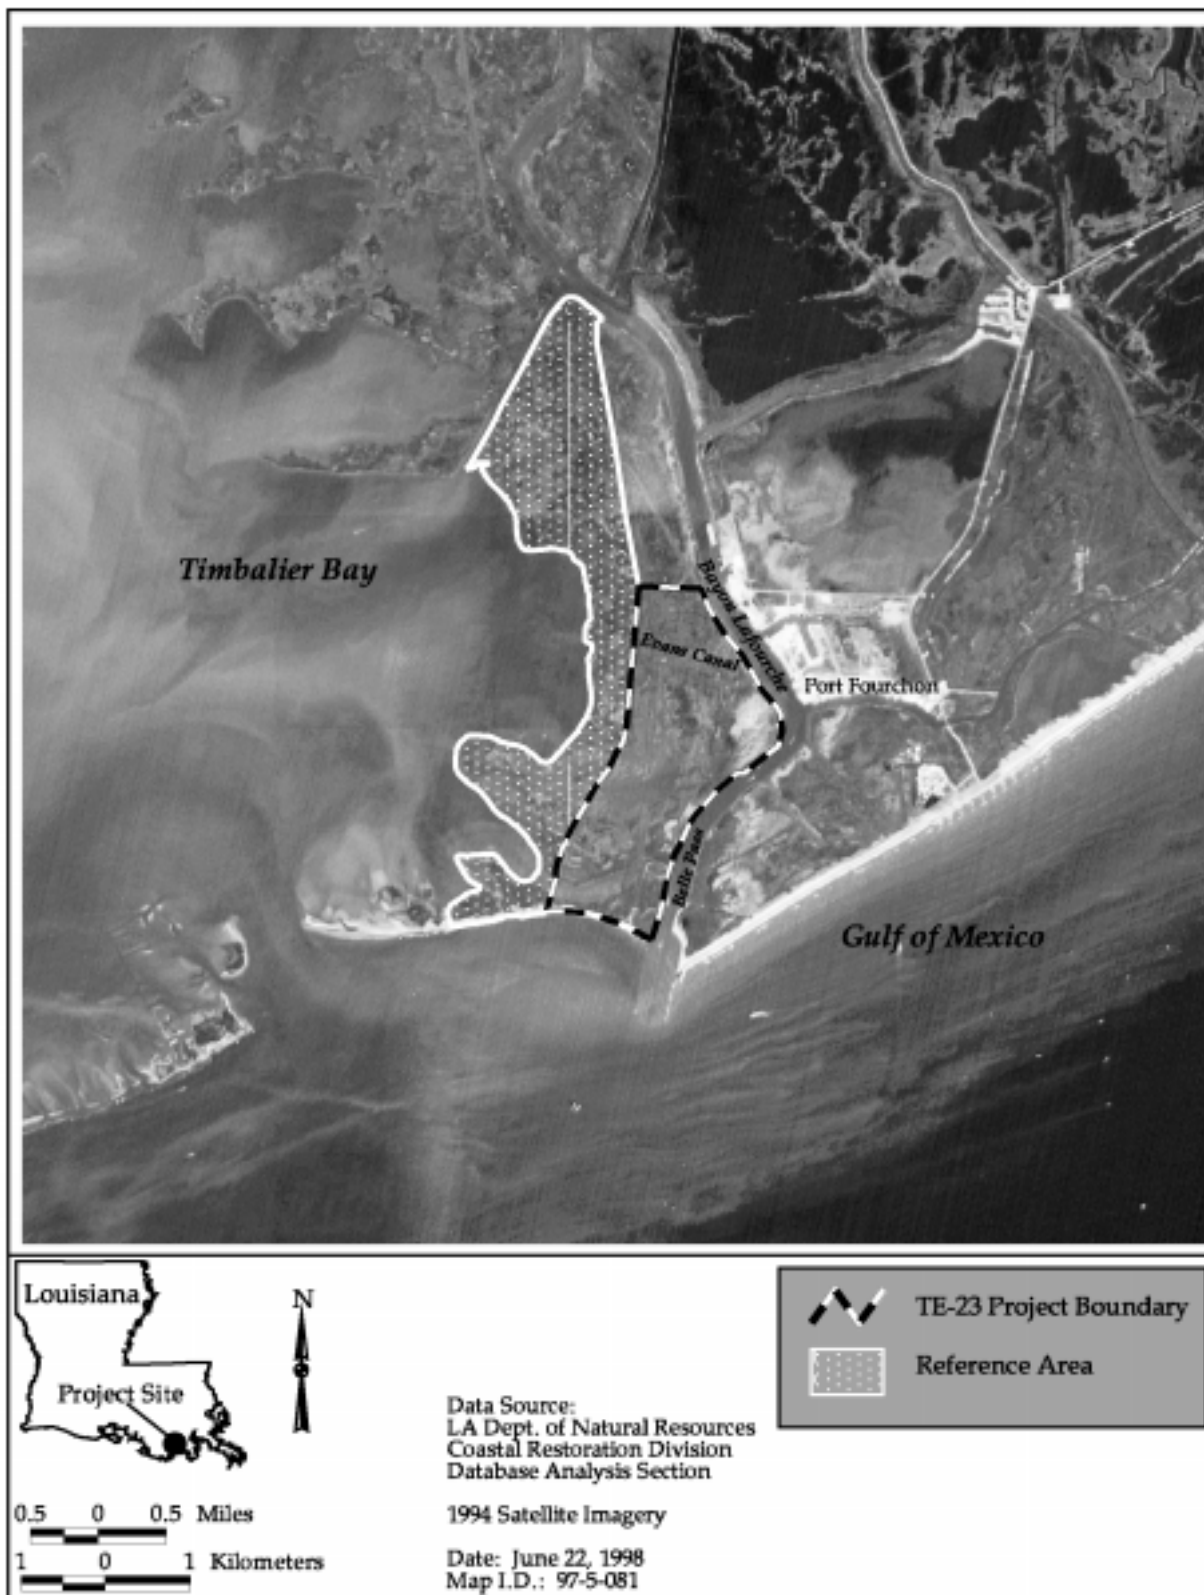 Timbalier Bay
Bayou Lafourche
Evans Canal
Port Fourchon
Belle Pass
Gulf of Mexico
Louisiana
Project Site
N
0.5 0 0.5 Miles
1 0 1 Kilometers
Data Source:
LA Dept. of Natural Resources
Coastal Restoration Division
Database Analysis Section
1994 Satellite Imagery
Date: June 22, 1998
Map I.D.: 97-5-081
TE-23 Project Boundary
Reference Area